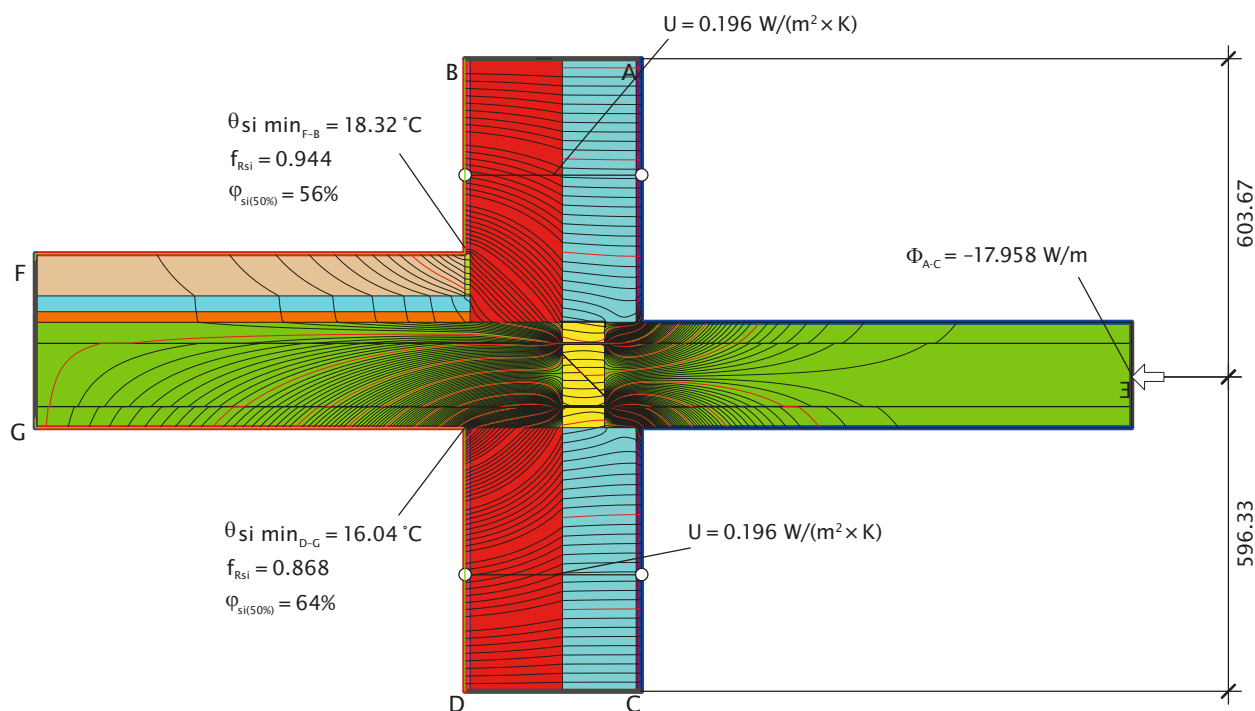 U = 0.196 W/(m² × K)
B
A
θsi min F–B = 18.32 ˚C
fRsi = 0.944
φsi(50%) = 56%
603.67
F
ΦA-C = –17.958 W/m
E
G
θsi min D–G = 16.04 ˚C
fRsi = 0.868
φsi(50%) = 64%
U = 0.196 W/(m² × K)
596.33
D
C